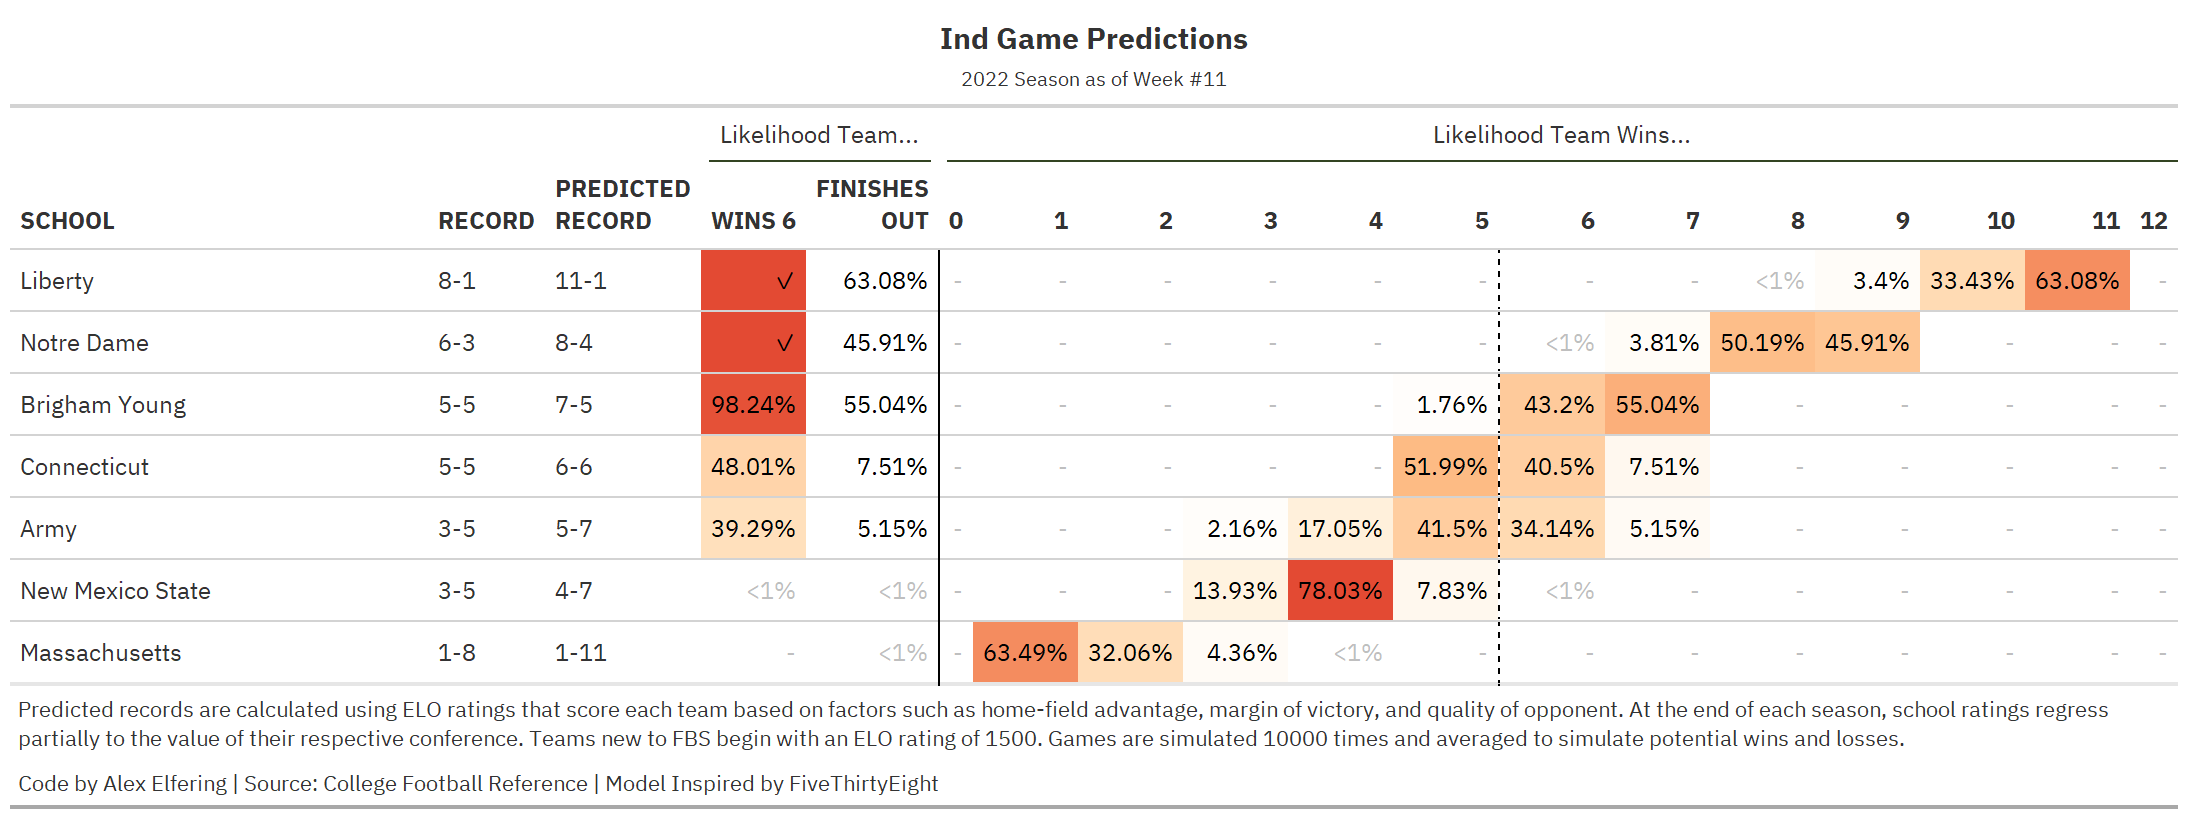 Ind Game Predictions
2022 Season as of Week #11
Likelihood Team... Likelihood Team Wins...
SCHOOL RECORD PREDICTED RECORD WINS 6 FINISHES OUT 0 1 2 3 4 5 6 7 8 9 10 11 12
Liberty 8-1 11-1 ✓ 63.08% - - - - - - - - <1% 3.4% 33.43% 63.08% -
Notre Dame 6-3 8-4 ✓ 45.91% - - - - - - <1% 3.81% 50.19% 45.91% - - -
Brigham Young 5-5 7-5 98.24% 55.04% - - - - - 1.76% 43.2% 55.04% - - - - -
Connecticut 5-5 6-6 48.01% 7.51% - - - - - 51.99% 40.5% 7.51% - - - - -
Army 3-5 5-7 39.29% 5.15% - - - 2.16% 17.05% 41.5% 34.14% 5.15% - - - - -
New Mexico State 3-5 4-7 <1% <1% - - - 13.93% 78.03% 7.83% <1% - - - - - -
Massachusetts 1-8 1-11 - <1% - 63.49% 32.06% 4.36% <1% - - - - - - - -
Predicted records are calculated using ELO ratings that score each team based on factors such as home-field advantage, margin of victory, and quality of opponent. At the end of each season, school ratings regress
partially to the value of their respective conference. Teams new to FBS begin with an ELO rating of 1500. Games are simulated 10000 times and averaged to simulate potential wins and losses.
Code by Alex Elfering | Source: College Football Reference | Model Inspired by FiveThirtyEight